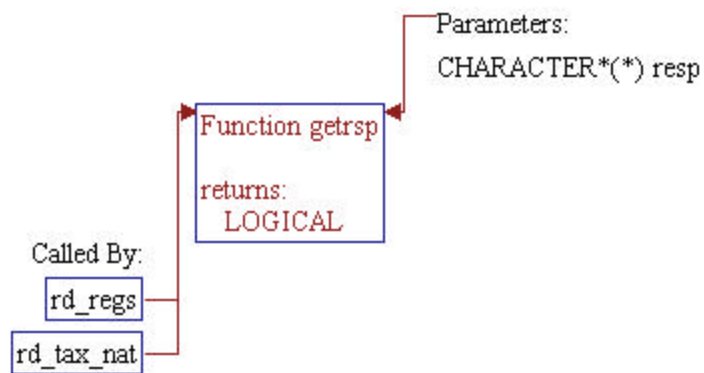 Parameters:
CHARACTER*(*) resp
Function getrsp
returns:
LOGICAL
Called By:
rd_regs
rd_tax_nat